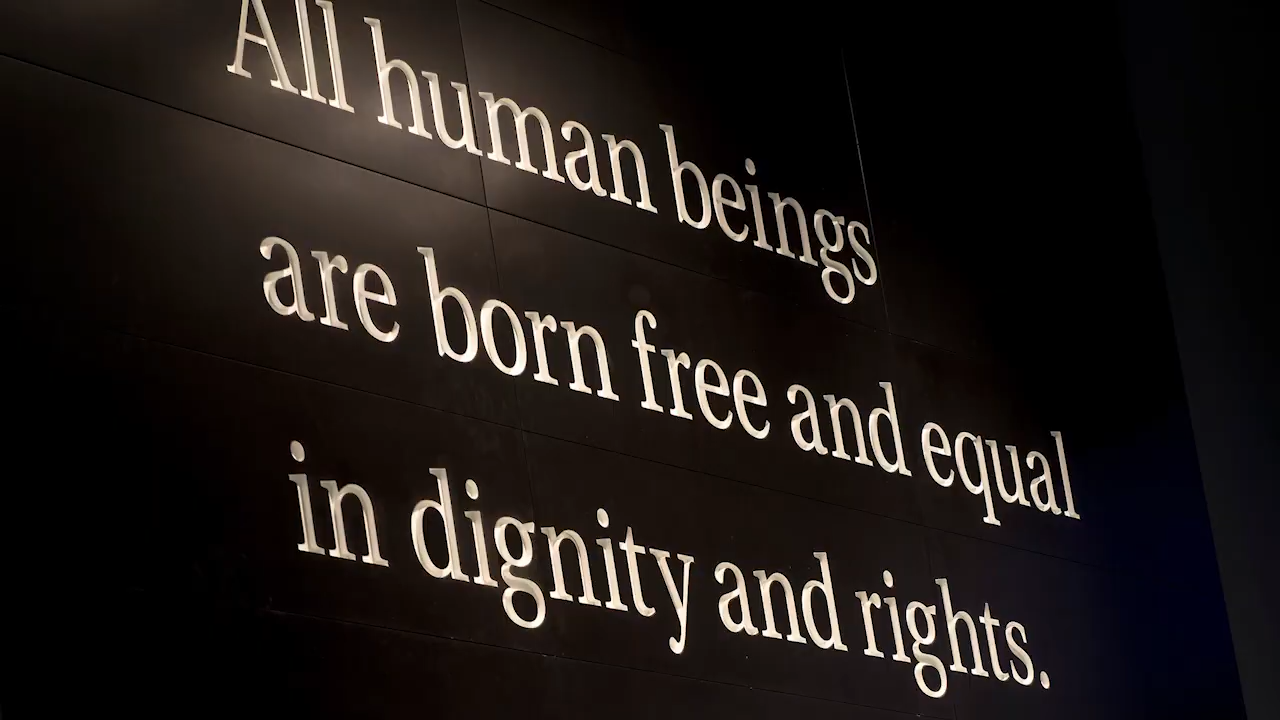 All human beings
are born free and equal
in dignity and rights.